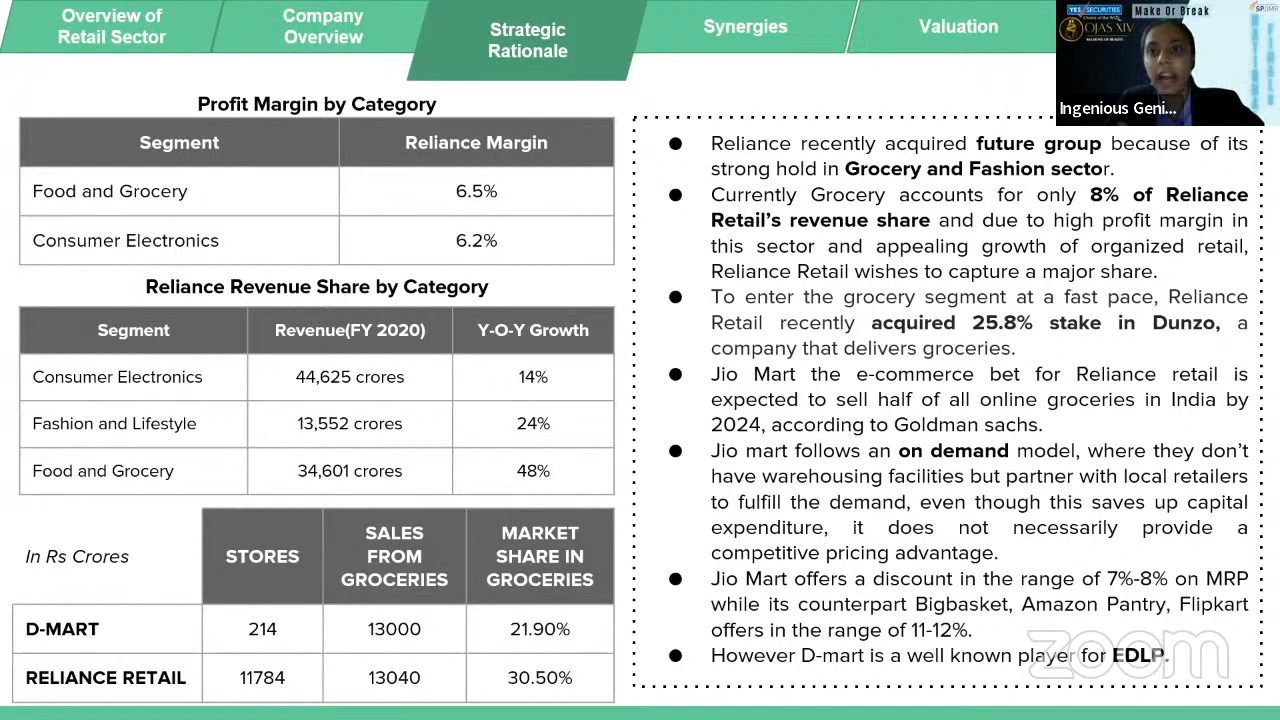 Overview of
Retail Sector
Company
Overview
Strategic
Rationale
Synergies
Valuation
YES SECURITIES
Make Or Break
OJAS XIV
SPJIMR
Ingenious Geni...
Profit Margin by Category
Segment Reliance Margin
Food and Grocery 6.5%
Consumer Electronics 6.2%
Reliance Revenue Share by Category
Segment Revenue(FY 2020) Y-O-Y Growth
Consumer Electronics 44,625 crores 14%
Fashion and Lifestyle 13,552 crores 24%
Food and Grocery 34,601 crores 48%
In Rs Crores STORES SALES FROM GROCERIES MARKET SHARE IN GROCERIES
D-MART 214 13000 21.90%
RELIANCE RETAIL 11784 13040 30.50%
● Reliance recently acquired future group because of its
strong hold in Grocery and Fashion sector.
● Currently Grocery accounts for only 8% of Reliance
Retail's revenue share and due to high profit margin in
this sector and appealing growth of organized retail,
Reliance Retail wishes to capture a major share.
● To enter the grocery segment at a fast pace, Reliance
Retail recently acquired 25.8% stake in Dunzo, a
company that delivers groceries.
● Jio Mart the e-commerce bet for Reliance retail is
expected to sell half of all online groceries in India by
2024, according to Goldman sachs.
● Jio mart follows an on demand model, where they don't
have warehousing facilities but partner with local retailers
to fulfill the demand, even though this saves up capital
expenditure, it does not necessarily provide a
competitive pricing advantage.
● Jio Mart offers a discount in the range of 7%-8% on MRP
while its counterpart Bigbasket, Amazon Pantry, Flipkart
offers in the range of 11-12%.
● However D-mart is a well known player for EDLP.
zoom